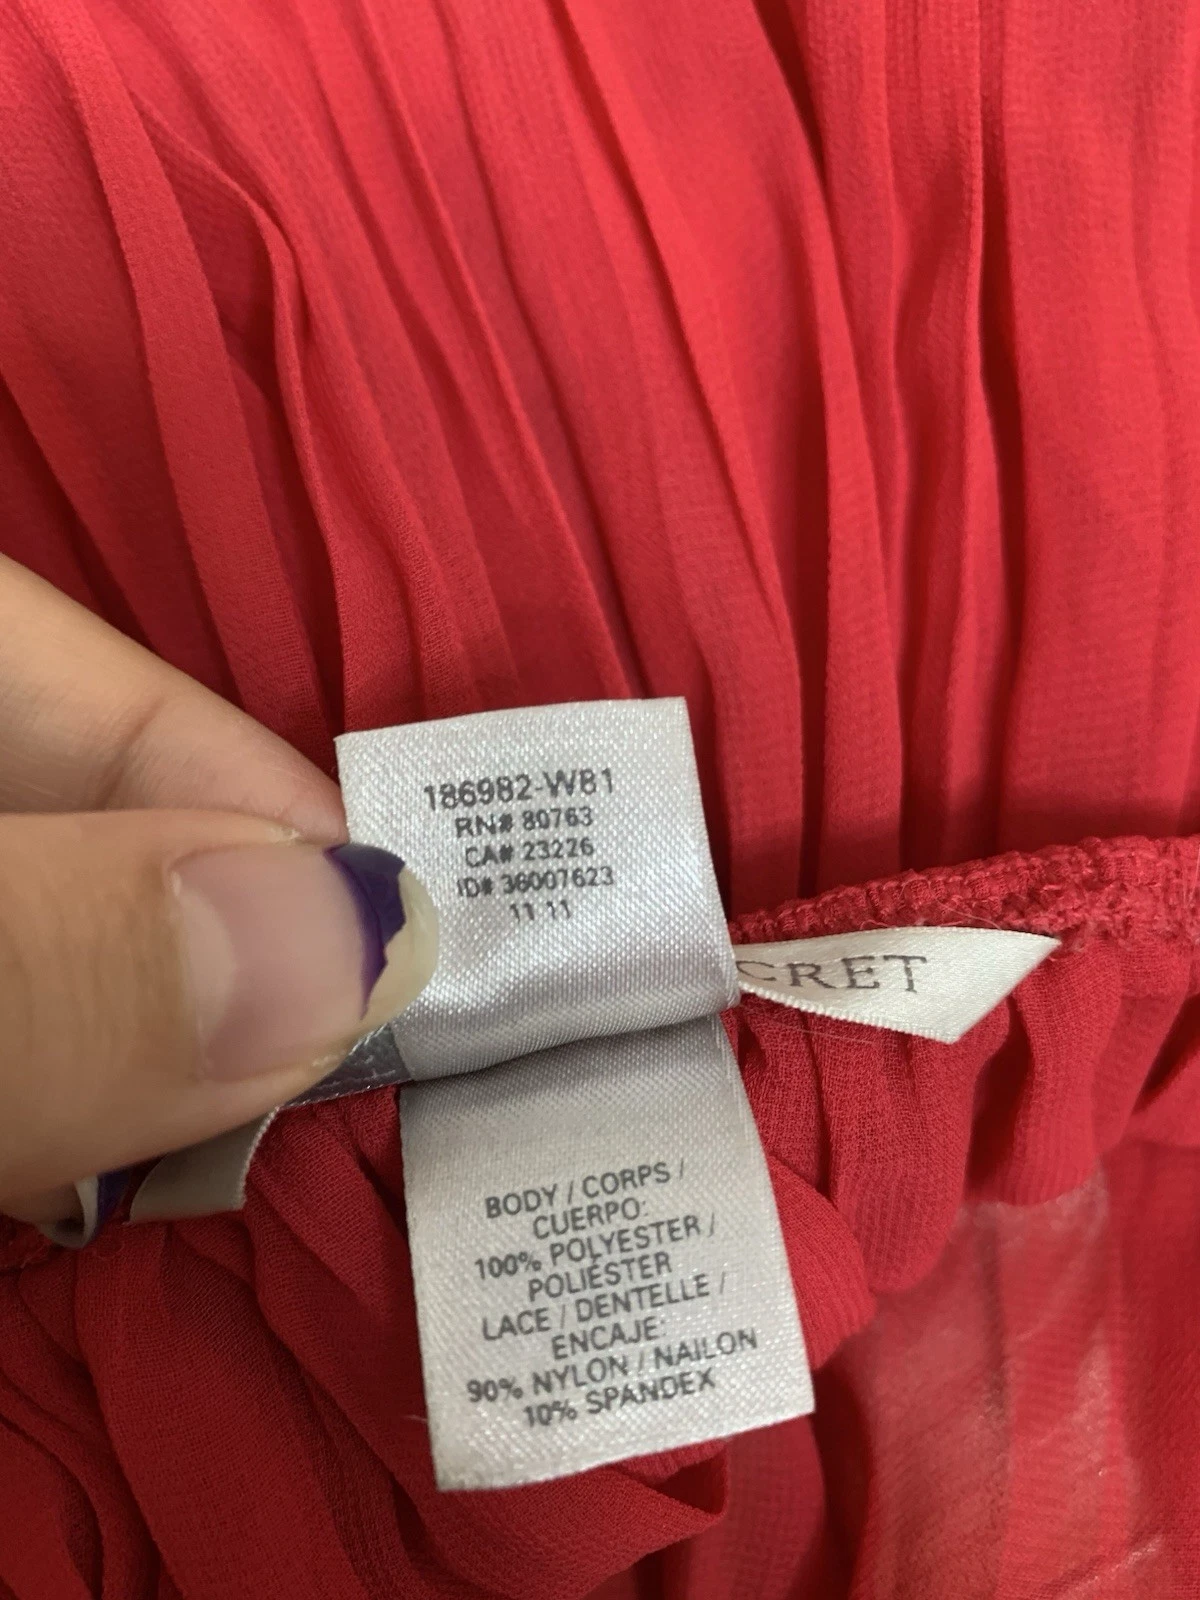 186982-W81
RN# 80763
CA# 23226
ID# 36007623
11 11
CRET
BODY / CORPS /
CUERPO:
100% POLYESTER /
POLIÉSTER
LACE / DENTELLE /
ENCAJE:
90% NYLON / NAILON
10% SPANDEX